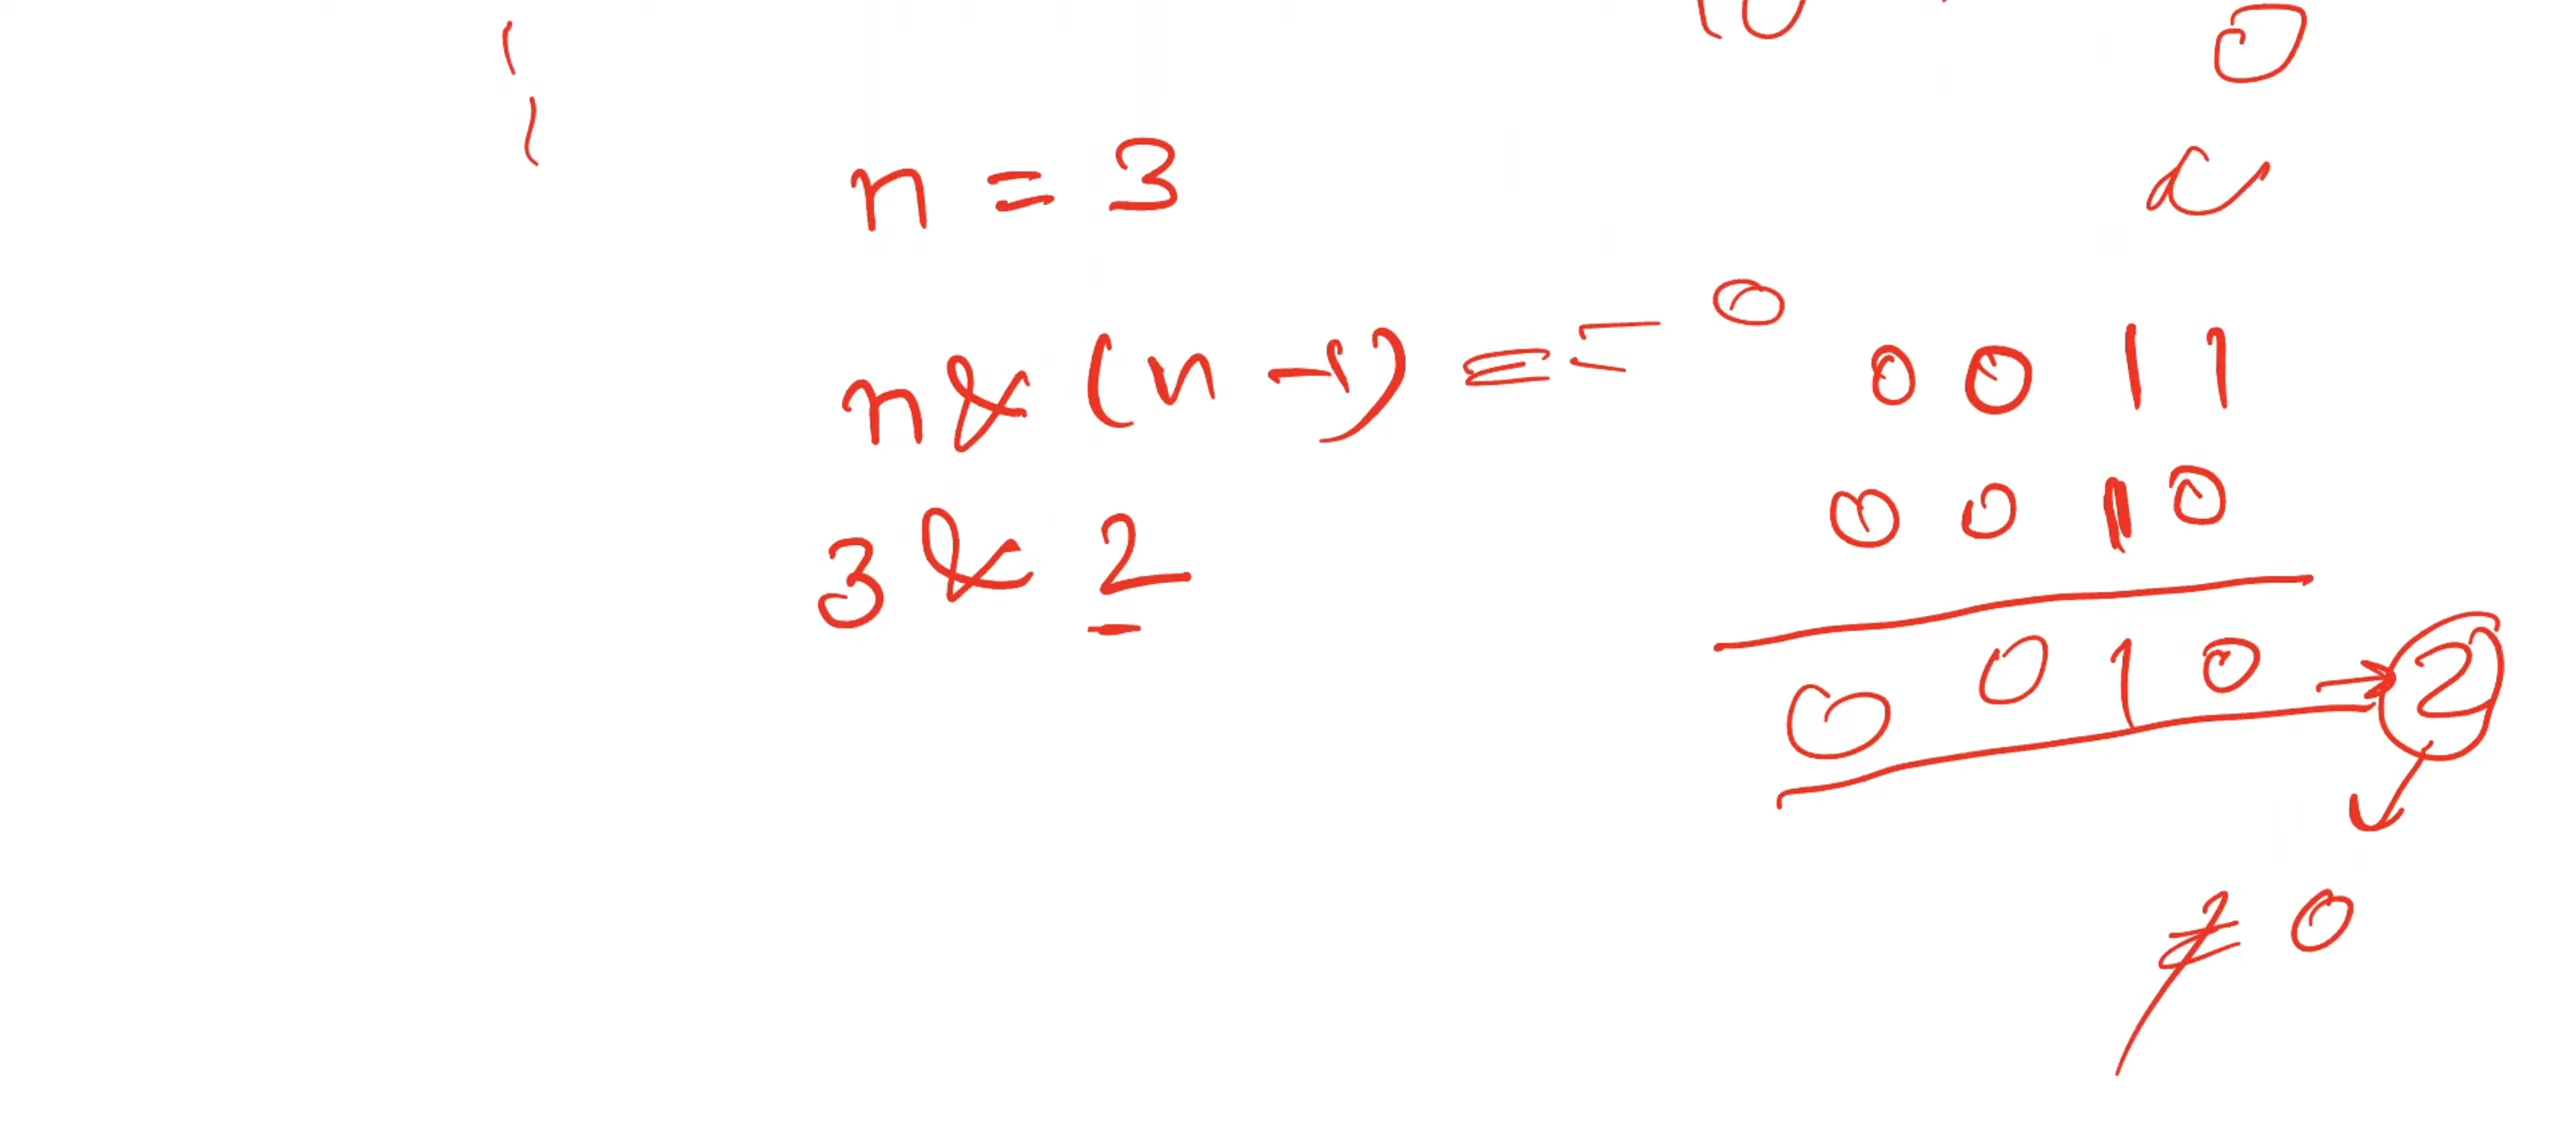 n = 3
n & (n - 1) == 0
3 & 2
0 0 1 1
0 0 1 0
0 0 1 0 → 2
≠ 0